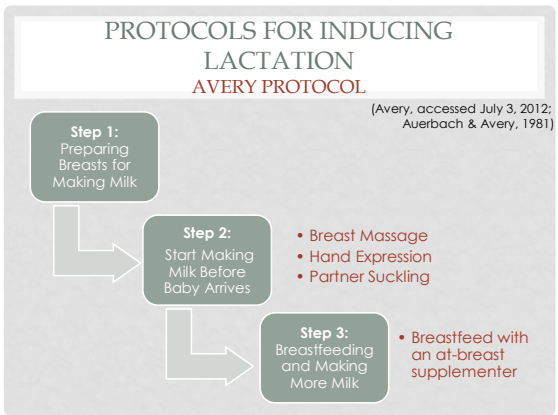 PROTOCOLS FOR INDUCING
LACTATION
AVERY PROTOCOL
(Avery, accessed July 3, 2012;
Auerbach & Avery, 1981)
Step 1:
Preparing
Breasts for
Making Milk
Step 2:
Start Making
Milk Before
Baby Arrives
• Breast Massage
• Hand Expression
• Partner Suckling
Step 3:
Breastfeeding
and Making
More Milk
• Breastfeed with
an at-breast
supplementer